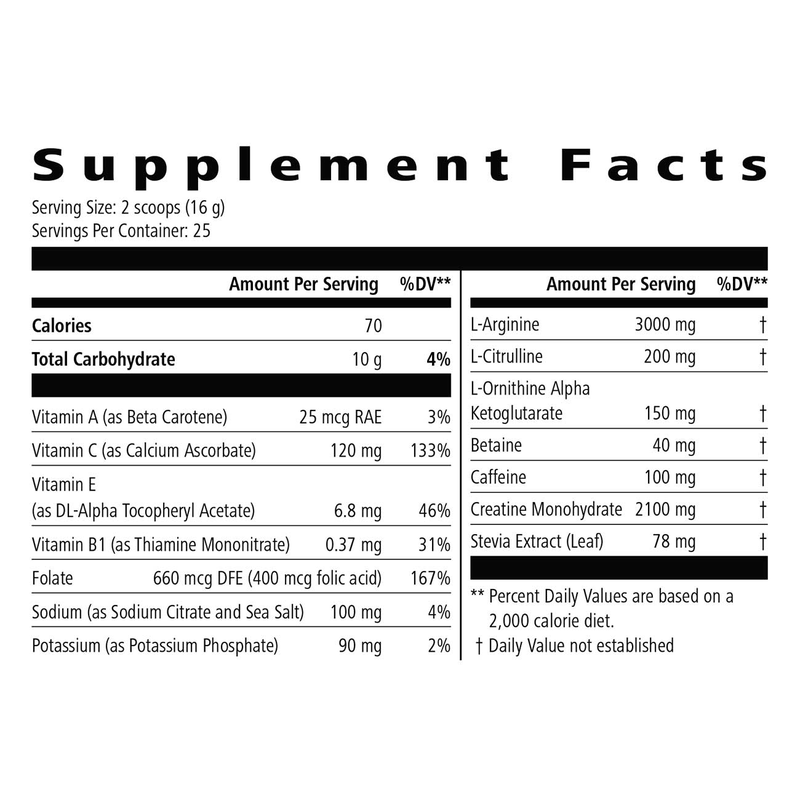 Supplement Facts
Serving Size: 2 scoops (16 g)
Servings Per Container: 25
Amount Per Serving %DV**
Calories 70
Total Carbohydrate 10 g 4%
Vitamin A (as Beta Carotene) 25 mcg RAE 3%
Vitamin C (as Calcium Ascorbate) 120 mg 133%
Vitamin E
(as DL-Alpha Tocopheryl Acetate) 6.8 mg 46%
Vitamin B1 (as Thiamine Mononitrate) 0.37 mg 31%
Folate 660 mcg DFE (400 mcg folic acid) 167%
Sodium (as Sodium Citrate and Sea Salt) 100 mg 4%
Potassium (as Potassium Phosphate) 90 mg 2%
Amount Per Serving %DV**
L-Arginine 3000 mg †
L-Citrulline 200 mg †
L-Ornithine Alpha
Ketoglutarate 150 mg †
Betaine 40 mg †
Caffeine 100 mg †
Creatine Monohydrate 2100 mg †
Stevia Extract (Leaf) 78 mg †
** Percent Daily Values are based on a
2,000 calorie diet.
† Daily Value not established